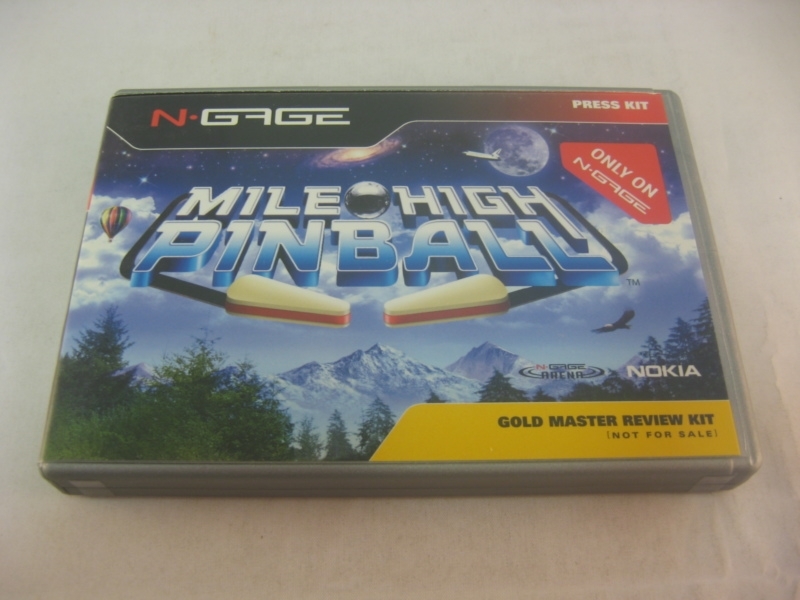 N·GAGE
PRESS KIT
ONLY ON
N·GAGE
MILE HIGH
PINBALL
TM
N·GAGE
ARENA
NOKIA
GOLD MASTER REVIEW KIT
[NOT FOR SALE]